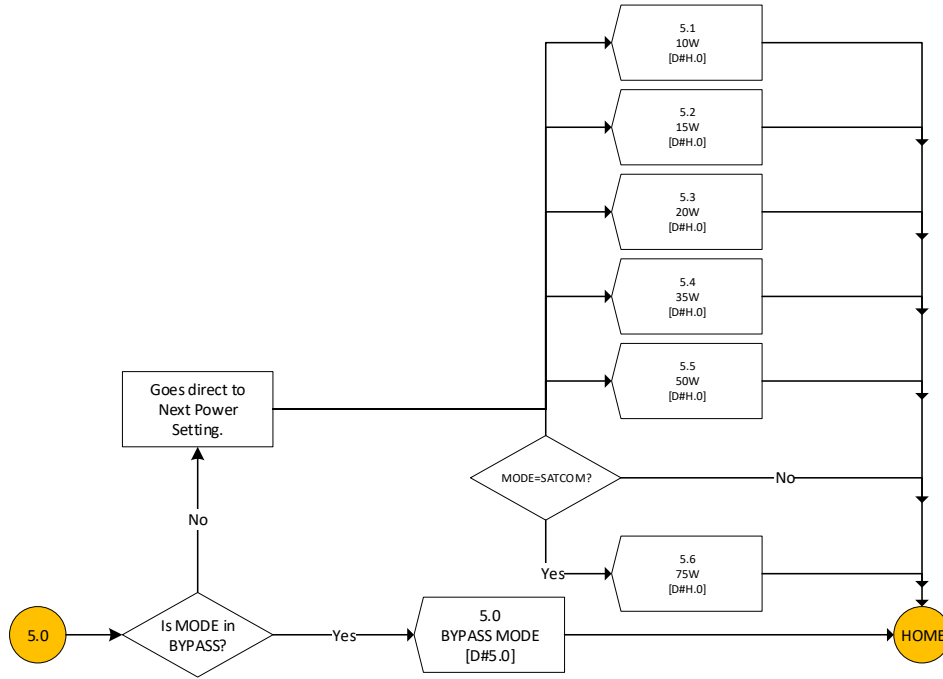 5.1
10W
[D#H.0]
5.2
15W
[D#H.0]
5.3
20W
[D#H.0]
5.4
35W
[D#H.0]
5.5
50W
[D#H.0]
Goes direct to
Next Power
Setting.
MODE=SATCOM?
No
No
Yes
5.6
75W
[D#H.0]
5.0
Is MODE in
BYPASS?
Yes
5.0
BYPASS MODE
[D#5.0]
HOME